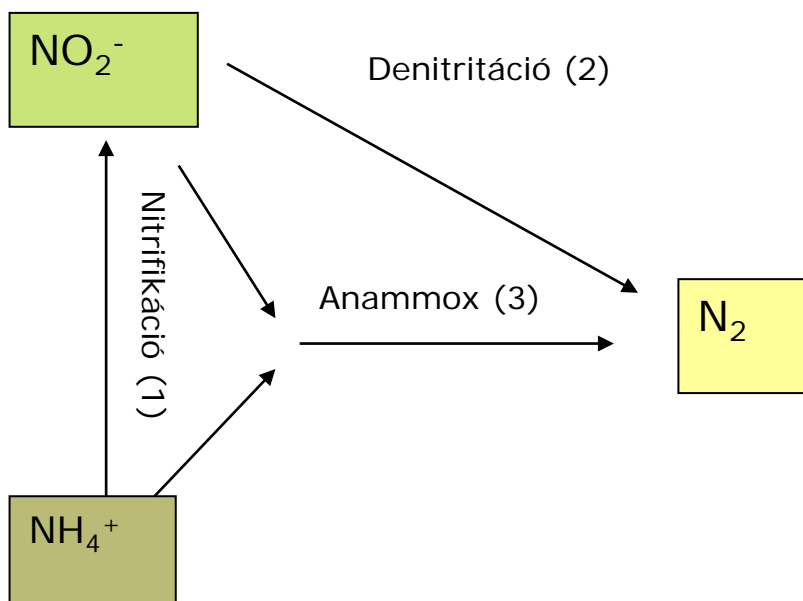 NO₂⁻
Denitritáció (2)
Nitrifikáció (1)
Anammox (3)
N₂
NH₄⁺